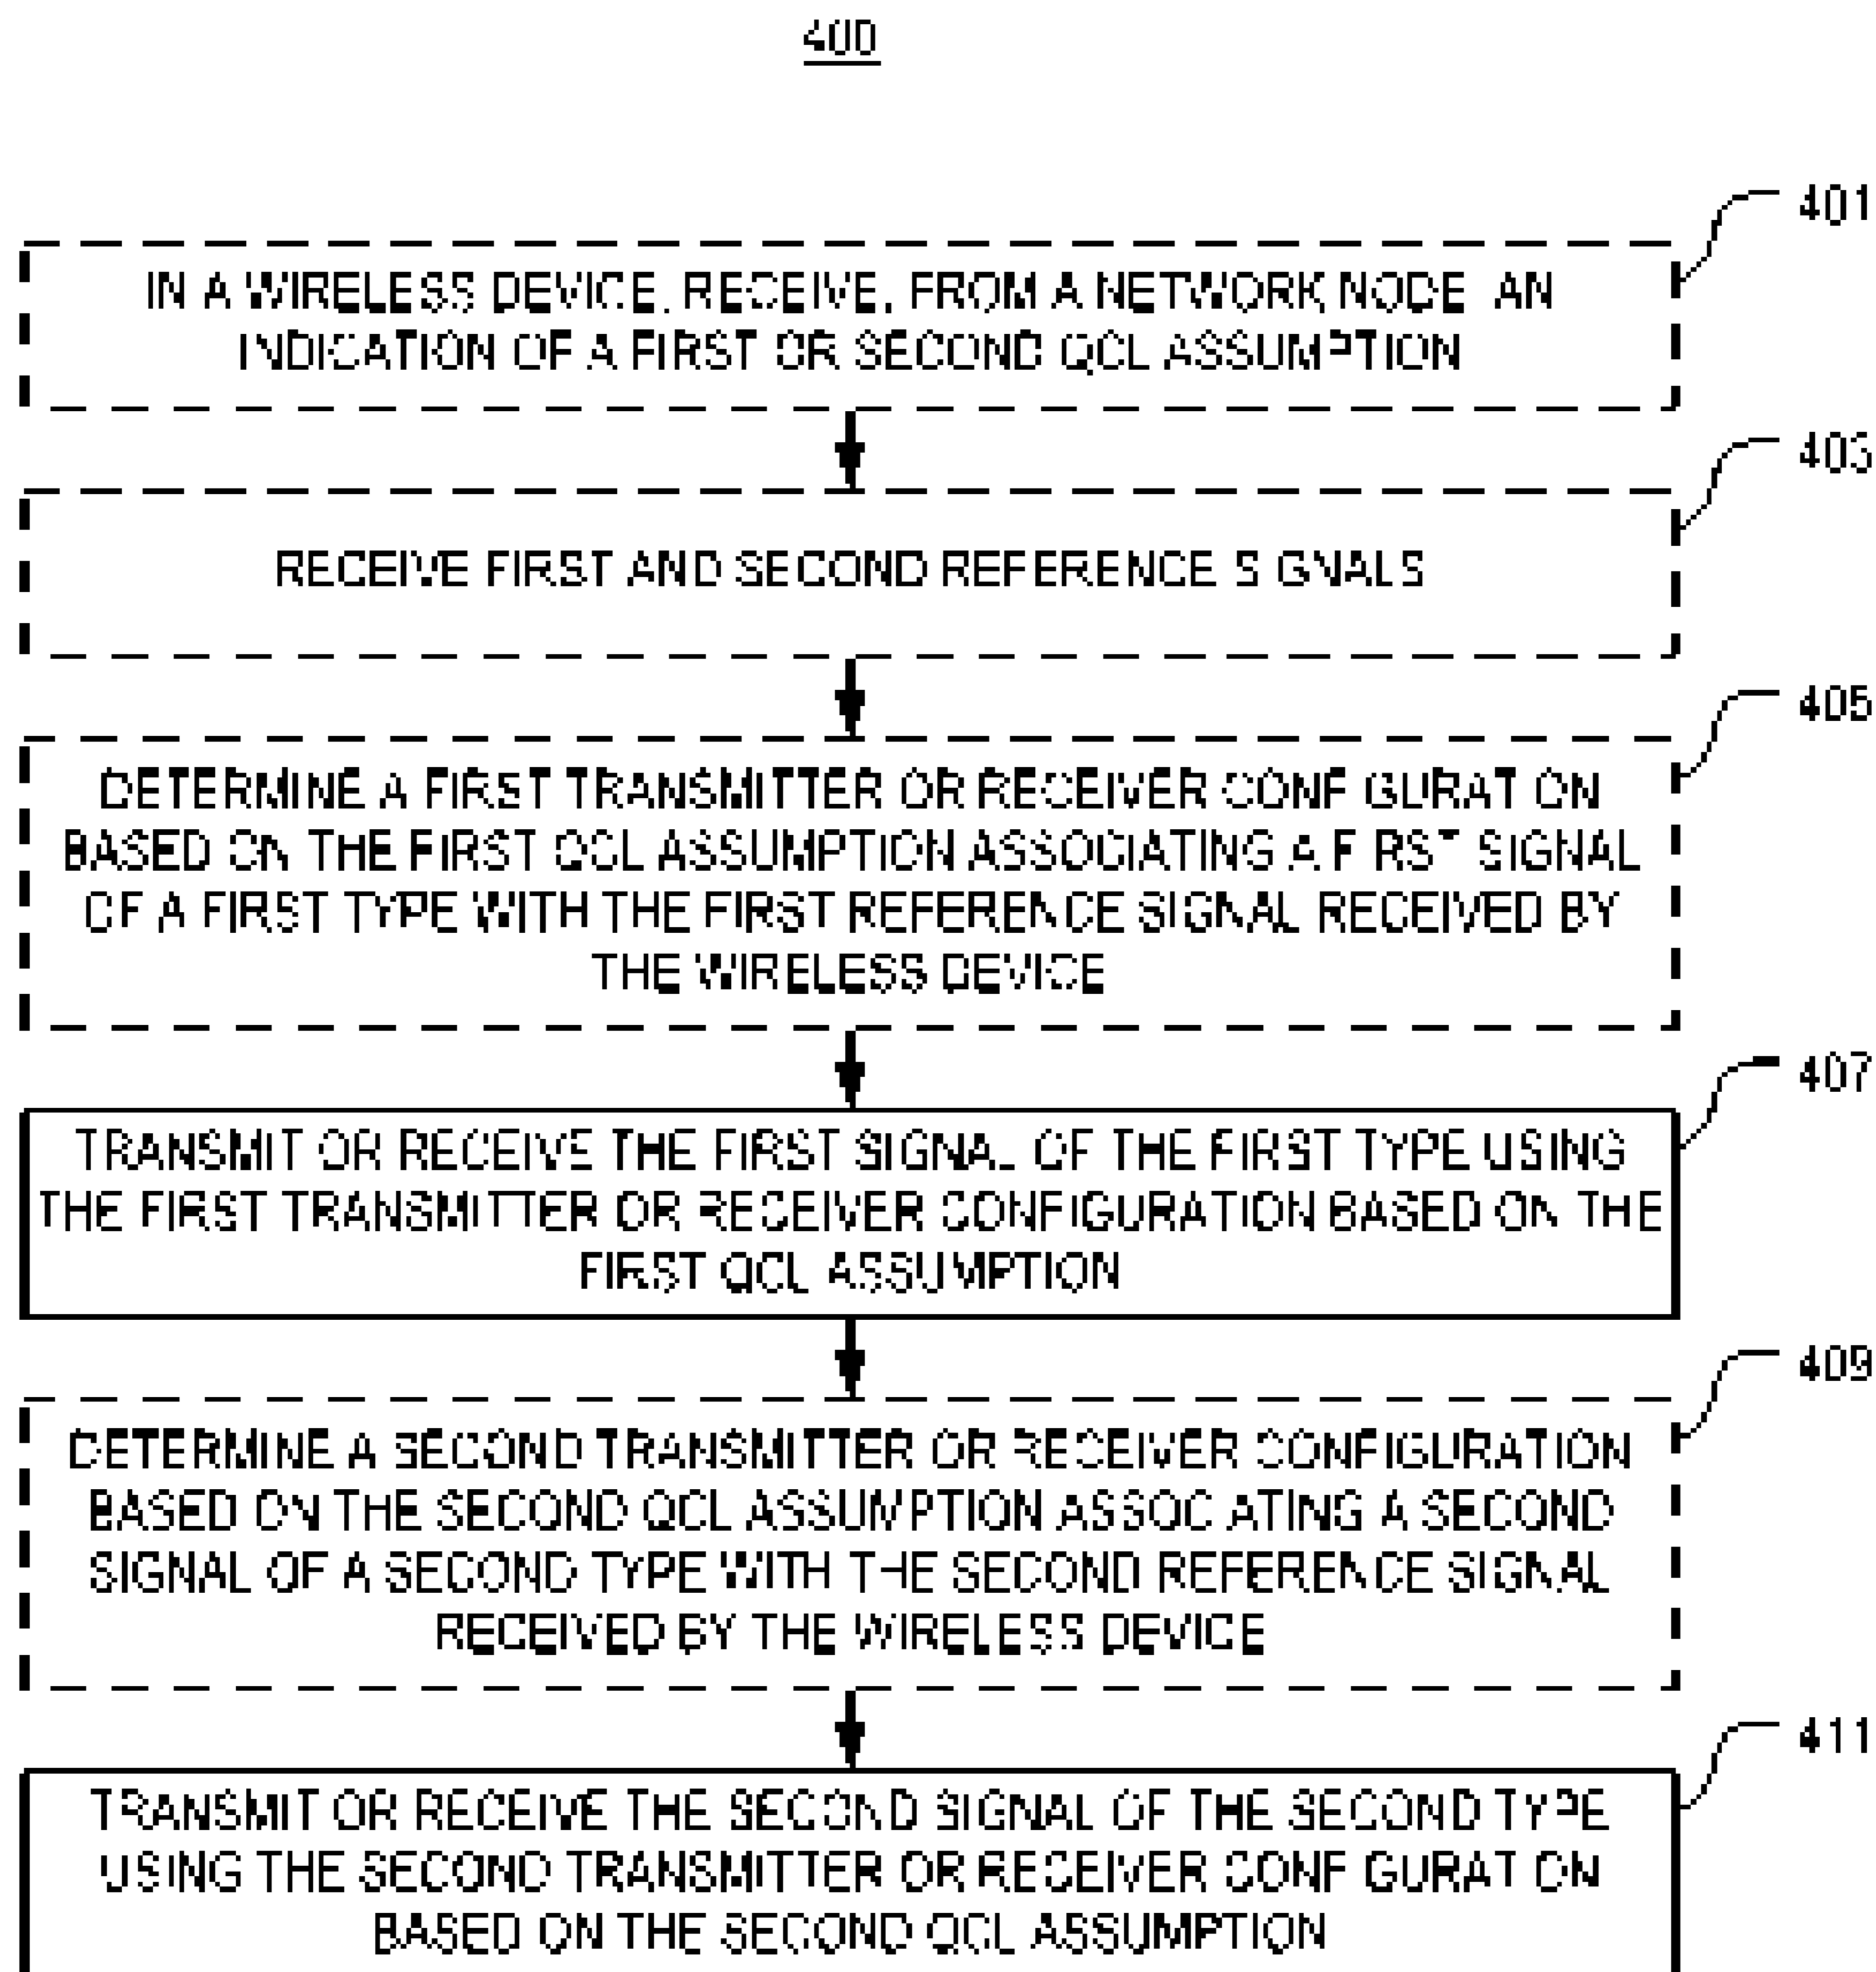 400
401
IN A WIRELESS DEVICE, RECEIVE, FROM A NETWORK NODE AN
INDICATION OF A FIRST OR SECOND QCL ASSUMPTION
403
RECEIVE FIRST AND SECOND REFERENCE SIGNALS
405
DETERMINE A FIRST TRANSMITTER OR RECEIVER CONFIGURATION
BASED ON THE FIRST QCL ASSUMPTION ASSOCIATING A FIRST SIGNAL
OF A FIRST TYPE WITH THE FIRST REFERENCE SIGNAL RECEIVED BY
THE WIRELESS DEVICE
407
TRANSMIT OR RECEIVE THE FIRST SIGNAL OF THE FIRST TYPE USING
THE FIRST TRANSMITTER OR RECEIVER CONFIGURATION BASED ON THE
FIRST QCL ASSUMPTION
409
DETERMINE A SECOND TRANSMITTER OR RECEIVER CONFIGURATION
BASED ON THE SECOND QCL ASSUMPTION ASSOCIATING A SECOND
SIGNAL OF A SECOND TYPE WITH THE SECOND REFERENCE SIGNAL
RECEIVED BY THE WIRELESS DEVICE
411
TRANSMIT OR RECEIVE THE SECOND SIGNAL OF THE SECOND TYPE
USING THE SECOND TRANSMITTER OR RECEIVER CONFIGURATION
BASED ON THE SECOND QCL ASSUMPTION